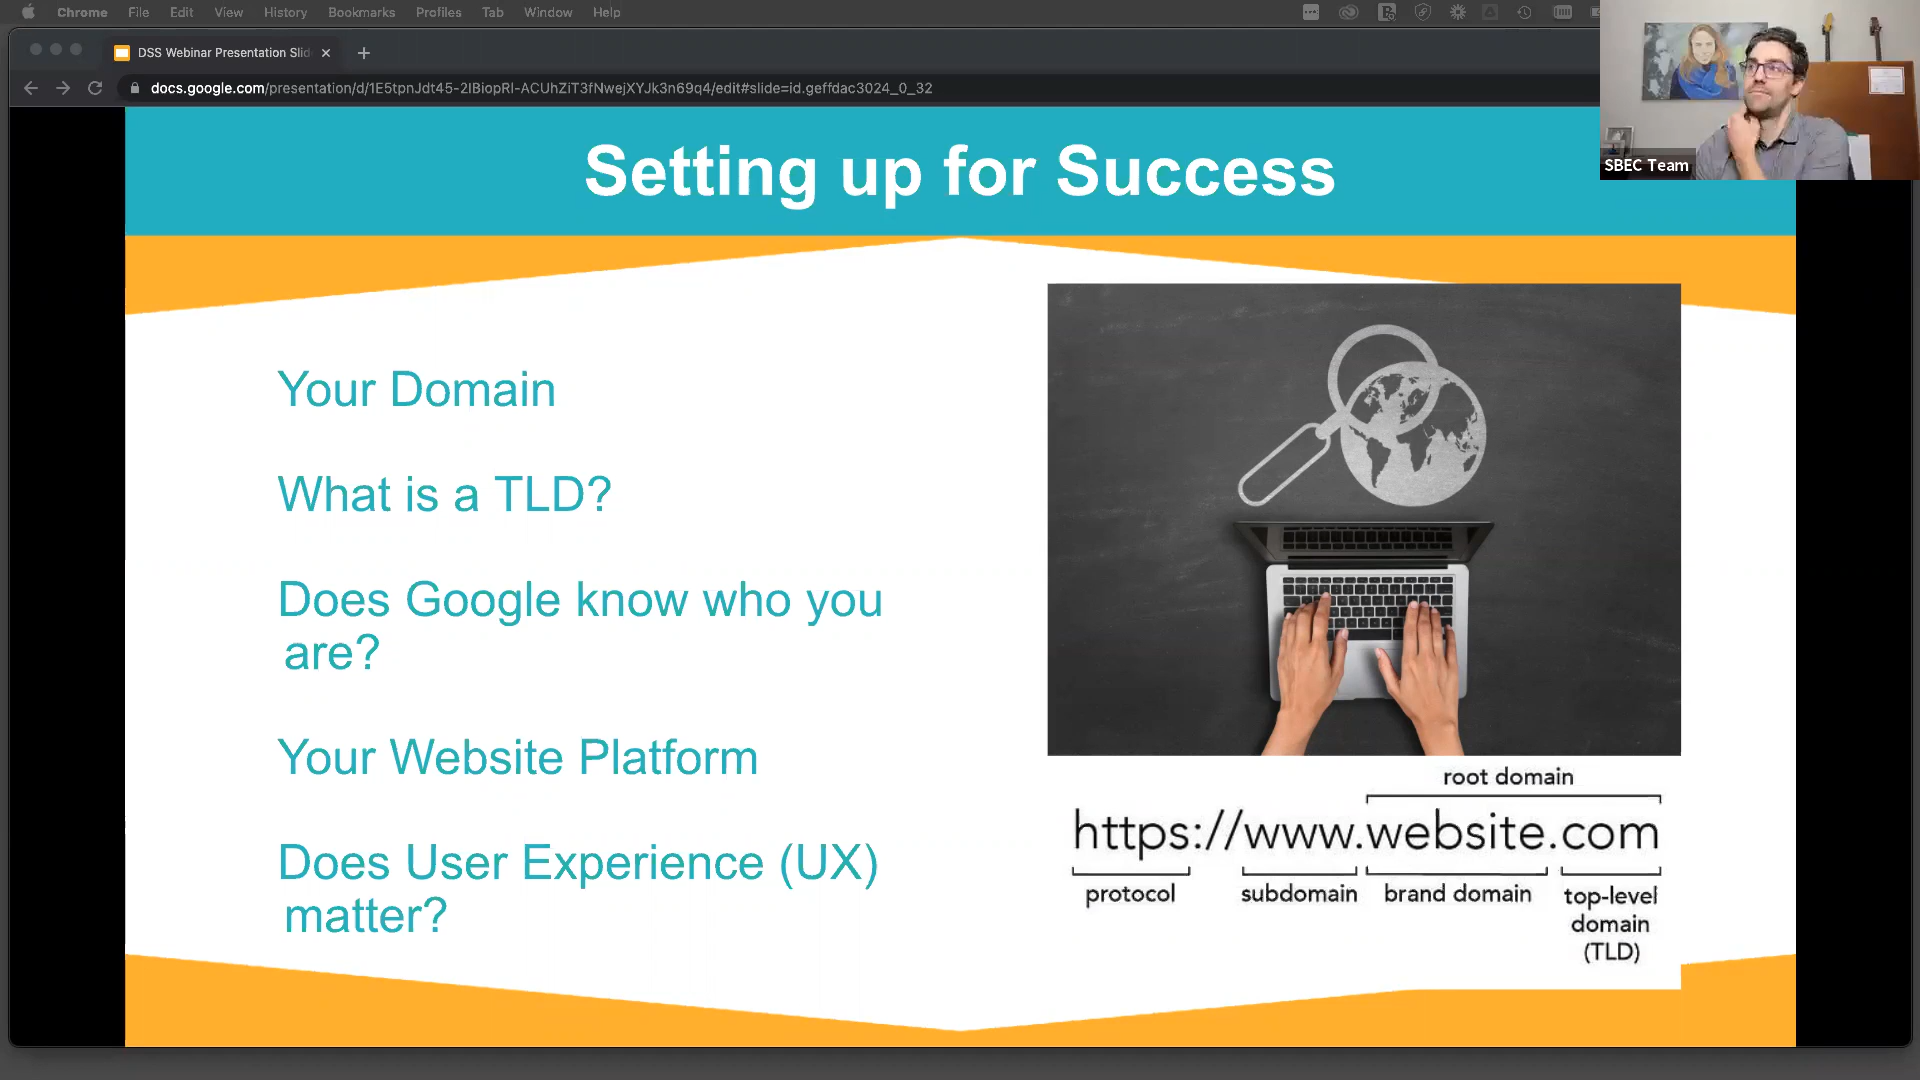 Chrome File Edit View History Bookmarks Profiles Tab Window Help
DSS Webinar Presentation Slid
docs.google.com/presentation/d/1E5tpnJdt45-2IBiopRI-ACUhZiT3fNwejXYJk3n69q4/edit#slide=id.geffdac3024_0_32
SBEC Team
Setting up for Success
Your Domain
What is a TLD?
Does Google know who you
are?
Your Website Platform
Does User Experience (UX)
matter?
root domain
https://www.website.com
protocol subdomain brand domain top-level
domain
(TLD)